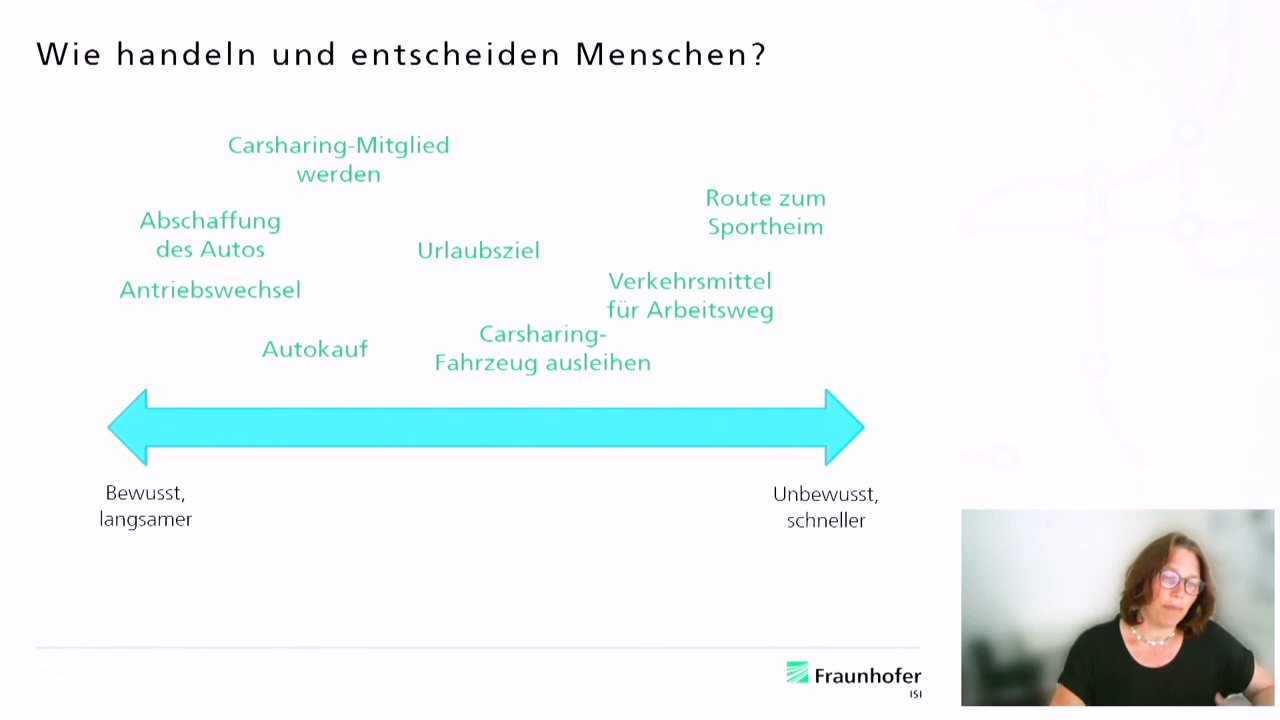 Wie handeln und entscheiden Menschen?
Carsharing-Mitglied
werden
Route zum
Sportheim
Abschaffung
des Autos
Urlaubsziel
Antriebswechsel
Verkehrsmittel
für Arbeitsweg
Autokauf
Carsharing-
Fahrzeug ausleihen
Bewusst,
langsamer
Unbewusst,
schneller
Fraunhofer
ISI